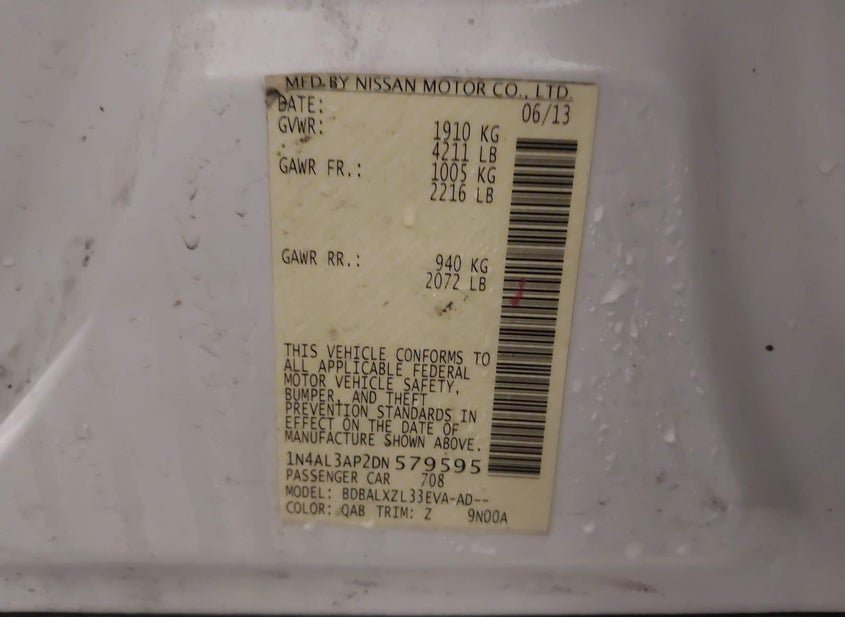 MFD BY NISSAN MOTOR CO., LTD.
DATE: 06/13
GVWR: 1910 KG
4211 LB
GAWR FR.: 1005 KG
2216 LB
GAWR RR.: 940 KG
2072 LB
THIS VEHICLE CONFORMS TO
ALL APPLICABLE FEDERAL
MOTOR VEHICLE SAFETY,
BUMPER, AND THEFT
PREVENTION STANDARDS IN
EFFECT ON THE DATE OF
MANUFACTURE SHOWN ABOVE.
1N4AL3AP2DN579595
PASSENGER CAR 708
MODEL: BDBALXZL33EVA-AD--
COLOR: QAB TRIM: Z 9N00A